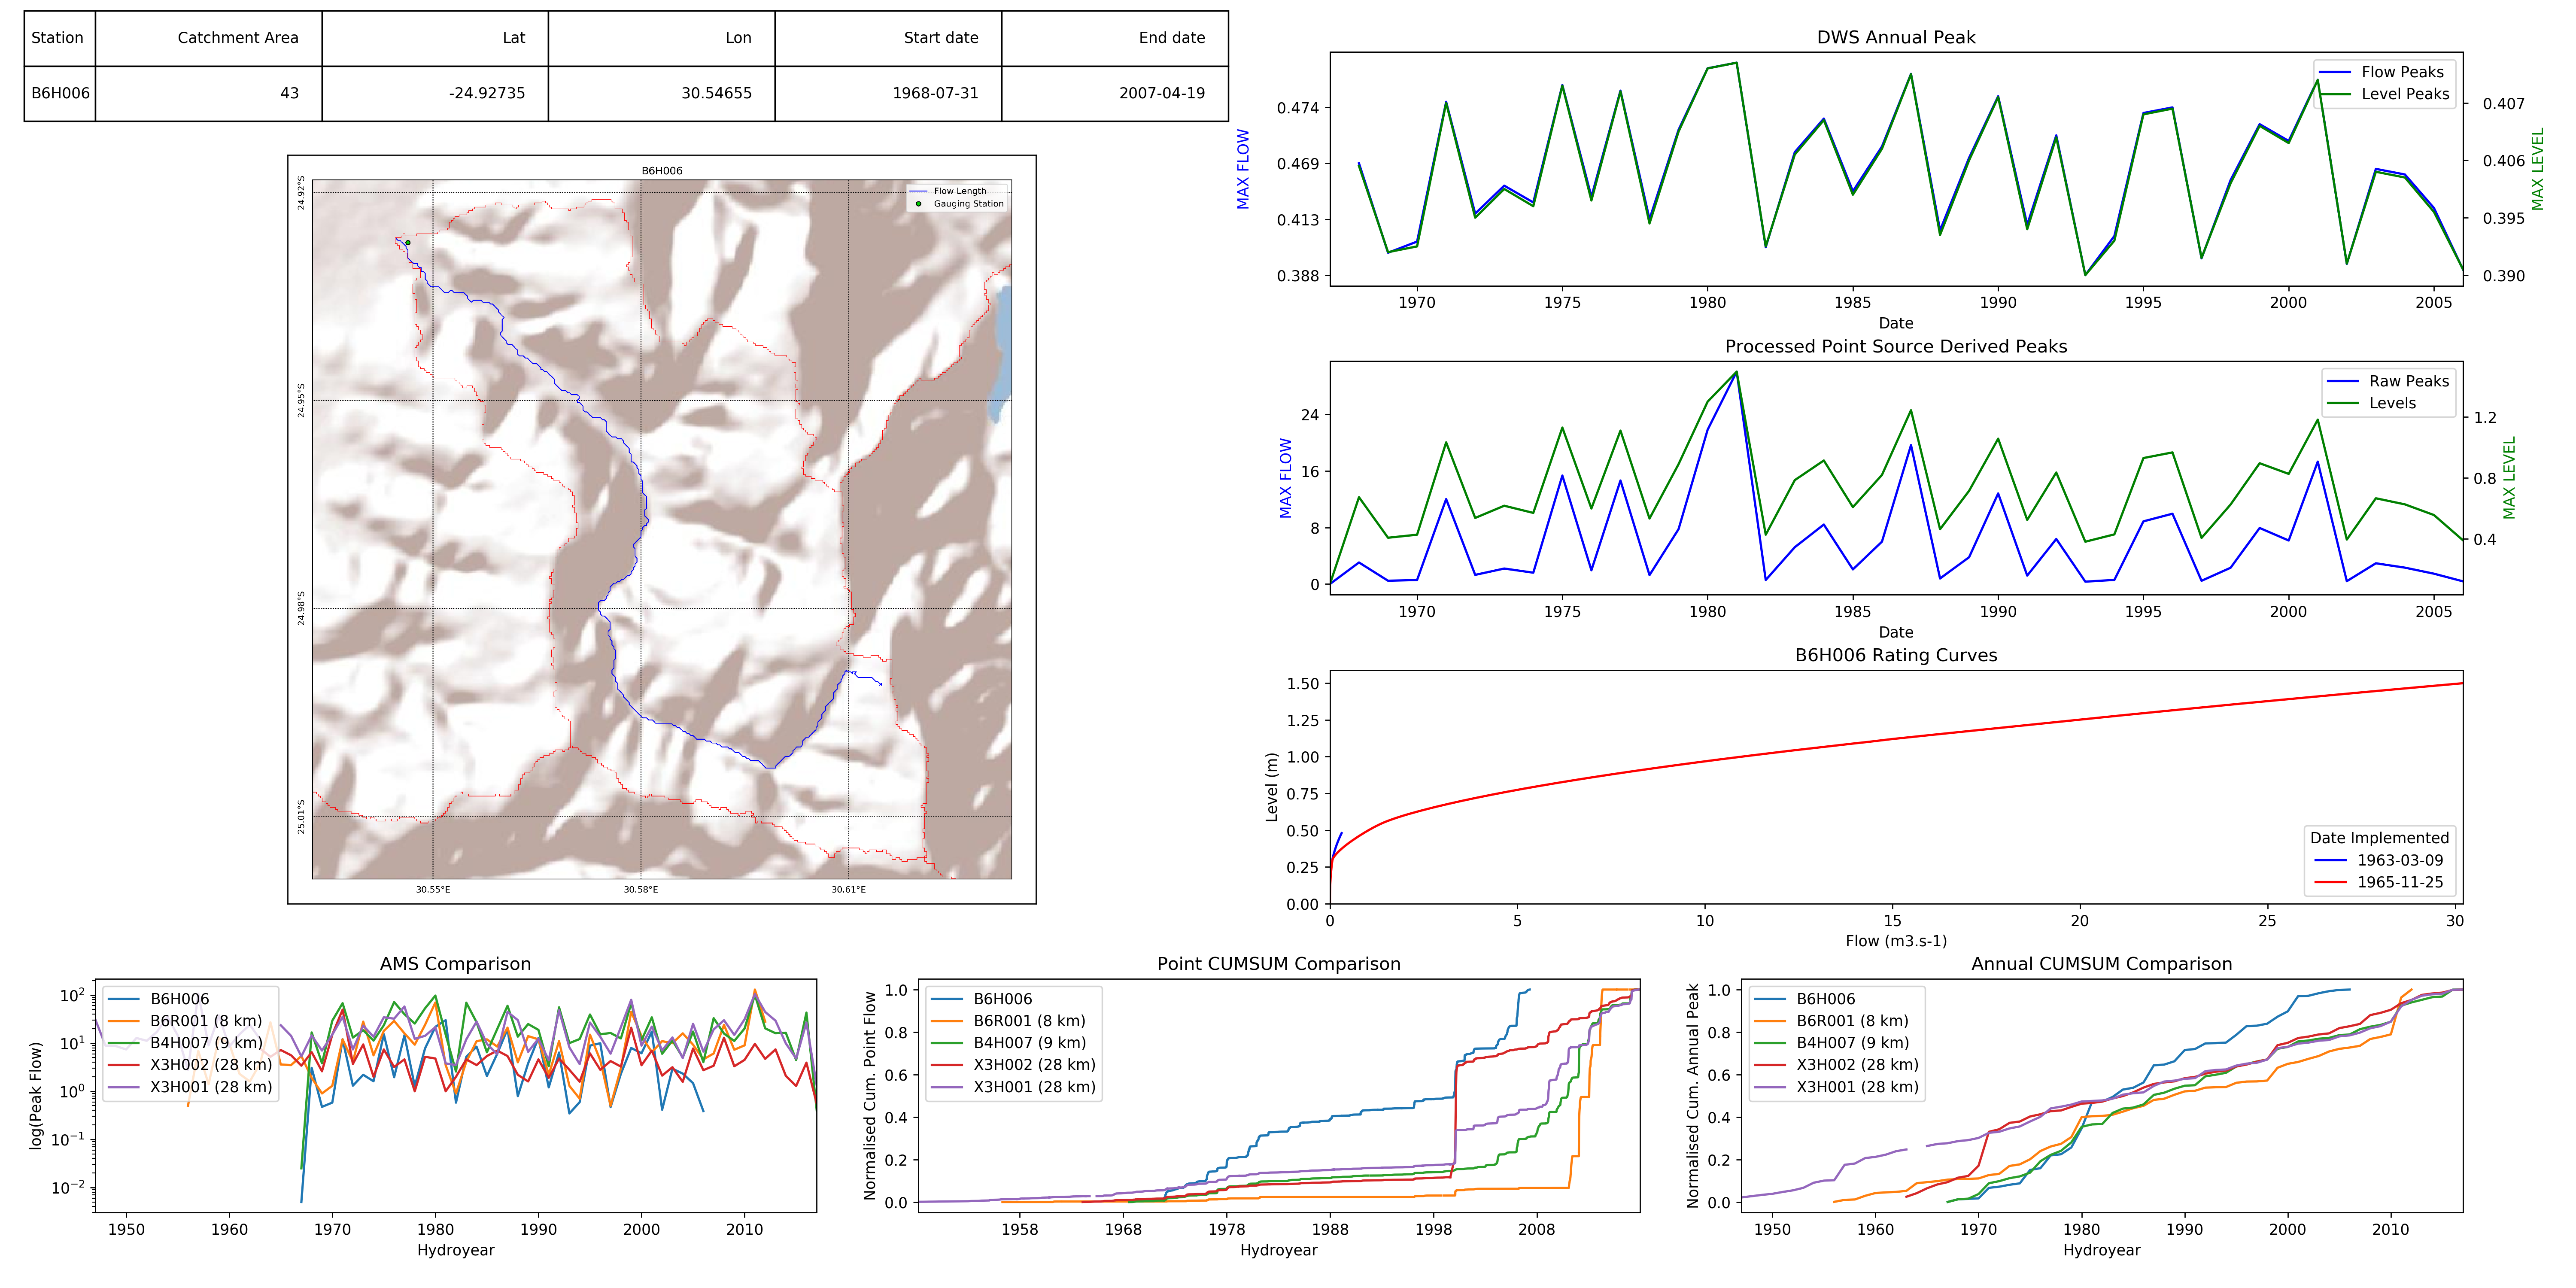 Station Catchment Area Lat Lon Start date End date
B6H006 43 -24.92735 30.54655 1968-07-31 2007-04-19
B6H006
Flow Length
Gauging Station
24.92°S
24.95°S
24.98°S
25.01°S
30.55°E 30.58°E 30.61°E
DWS Annual Peak
Flow Peaks
Level Peaks
MAX FLOW
0.474
0.469
0.413
0.388
0.407
0.406
0.395
0.390
MAX LEVEL
1970 1975 1980 1985 1990 1995 2000 2005
Date
Processed Point Source Derived Peaks
Raw Peaks
Levels
MAX FLOW
24
16
8
0
1.2
0.8
0.4
MAX LEVEL
1970 1975 1980 1985 1990 1995 2000 2005
Date
B6H006 Rating Curves
Level (m)
1.50
1.25
1.00
0.75
0.50
0.25
0.00
Date Implemented
1963-03-09
1965-11-25
0 5 10 15 20 25 30
Flow (m3.s-1)
AMS Comparison
B6H006
B6R001 (8 km)
B4H007 (9 km)
X3H002 (28 km)
X3H001 (28 km)
log(Peak Flow)
10²
10¹
10⁰
10⁻¹
10⁻²
1950 1960 1970 1980 1990 2000 2010
Hydroyear
Point CUMSUM Comparison
B6H006
B6R001 (8 km)
B4H007 (9 km)
X3H002 (28 km)
X3H001 (28 km)
Normalised Cum. Point Flow
1.0
0.8
0.6
0.4
0.2
0.0
1958 1968 1978 1988 1998 2008
Hydroyear
Annual CUMSUM Comparison
B6H006
B6R001 (8 km)
B4H007 (9 km)
X3H002 (28 km)
X3H001 (28 km)
Normalised Cum. Annual Peak
1.0
0.8
0.6
0.4
0.2
0.0
1950 1960 1970 1980 1990 2000 2010
Hydroyear